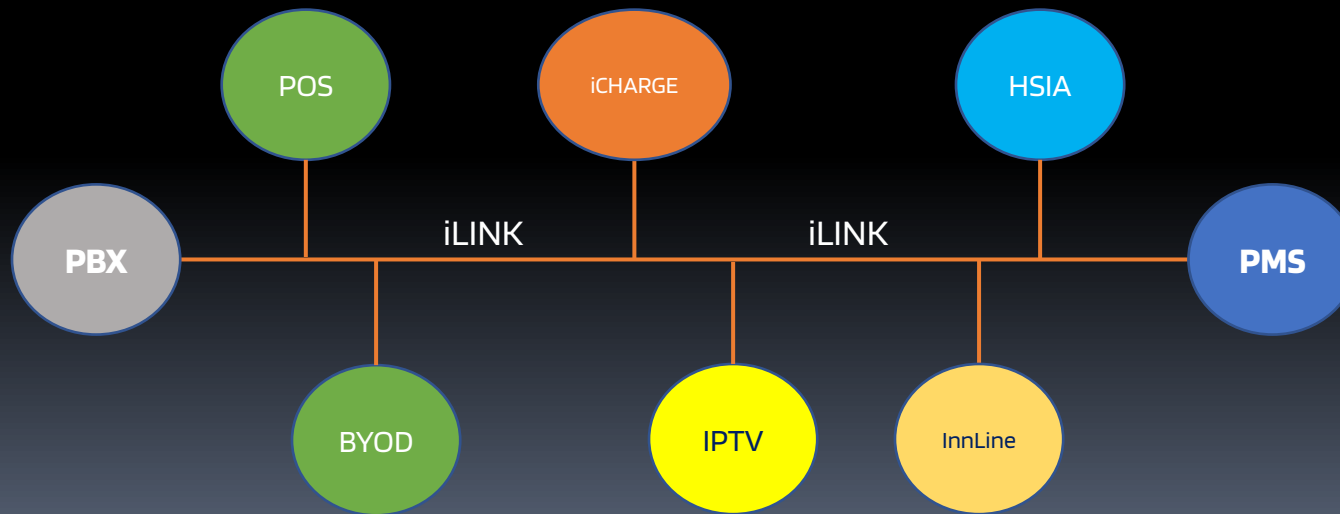 POS
iCHARGE
HSIA
iLINK
iLINK
PBX
PMS
BYOD
IPTV
InnLine